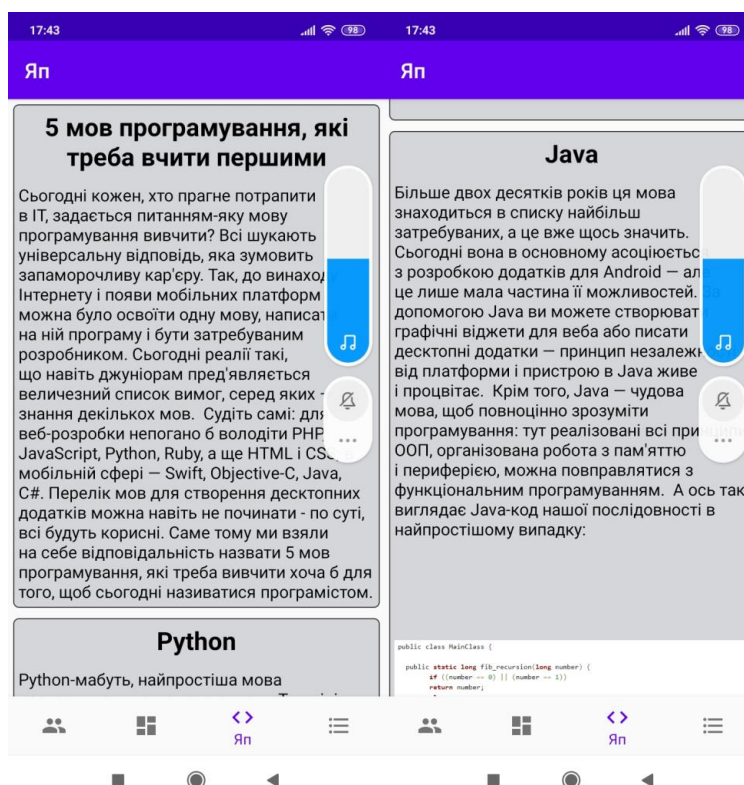 17:43
98
Яп
5 мов програмування, які
треба вчити першими
Сьогодні кожен, хто прагне потрапити
в ІТ, задається питанням-яку мову
програмування вивчити? Всі шукають
універсальну відповідь, яка зумовить
запаморочливу кар'єру. Так, до винаходу
Інтернету і появи мобільних платформ
можна було освоїти одну мову, написати
на ній програму і бути затребуваним
розробником. Сьогодні реалії такі,
що навіть джуніорам пред'являється
величезний список вимог, серед яких -
знання декількох мов. Судіть самі: для
веб-розробки непогано б володіти PHP,
JavaScript, Python, Ruby, а ще HTML і CSS, в
мобільній сфері — Swift, Objective-C, Java,
C#. Перелік мов для створення десктопних
додатків можна навіть не починати - по суті,
всі будуть корисні. Саме тому ми взяли
на себе відповідальність назвати 5 мов
програмування, які треба вивчити хоча б для
того, щоб сьогодні називатися програмістом.
Python
Python-мабуть, найпростіша мова
Яп
17:43
98
Яп
Java
Більше двох десятків років ця мова
знаходиться в списку найбільш
затребуваних, а це вже щось значить.
Сьогодні вона в основному асоціюється
з розробкою додатків для Android — але
це лише мала частина її можливостей. За
допомогою Java ви можете створювати
графічні віджети для веба або писати
десктопні додатки — принцип
від платформи і пристрою в Java живе
і процвітає. Крім того, Java — чудова
мова, щоб повноцінно зрозуміти
програмування: тут реалізовані всі принципи
ООП, організована робота з пам'яттю
і периферією, можна повправлятися з
функціональним програмуванням. А ось так
виглядає Java-код нашої послідовності в
найпростішому випадку:
public class MainClass {
public static long fib_recursion(long number) {
if ((number == 0) || (number == 1))
return number;
Яп